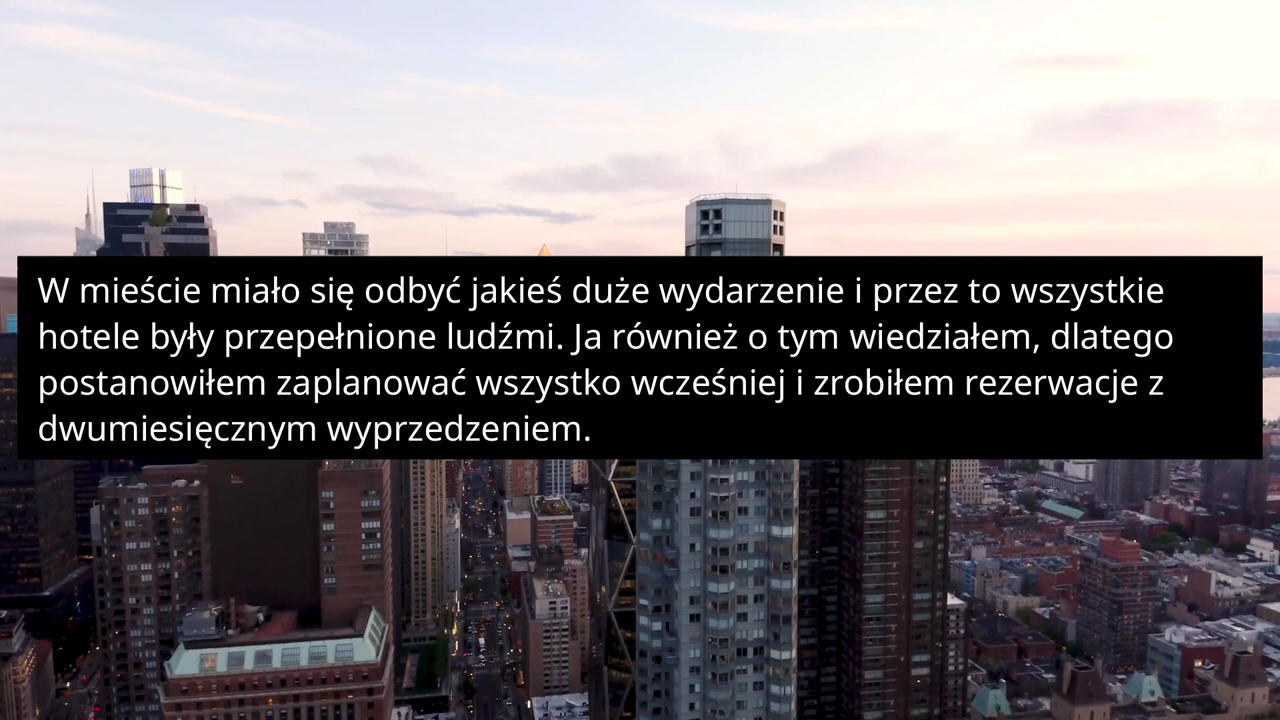 W mieście miało się odbyć jakieś duże wydarzenie i przez to wszystkie
hotele były przepełnione ludźmi. Ja również o tym wiedziałem, dlatego
postanowiłem zaplanować wszystko wcześniej i zrobiłem rezerwacje z
dwumiesięcznym wyprzedzeniem.